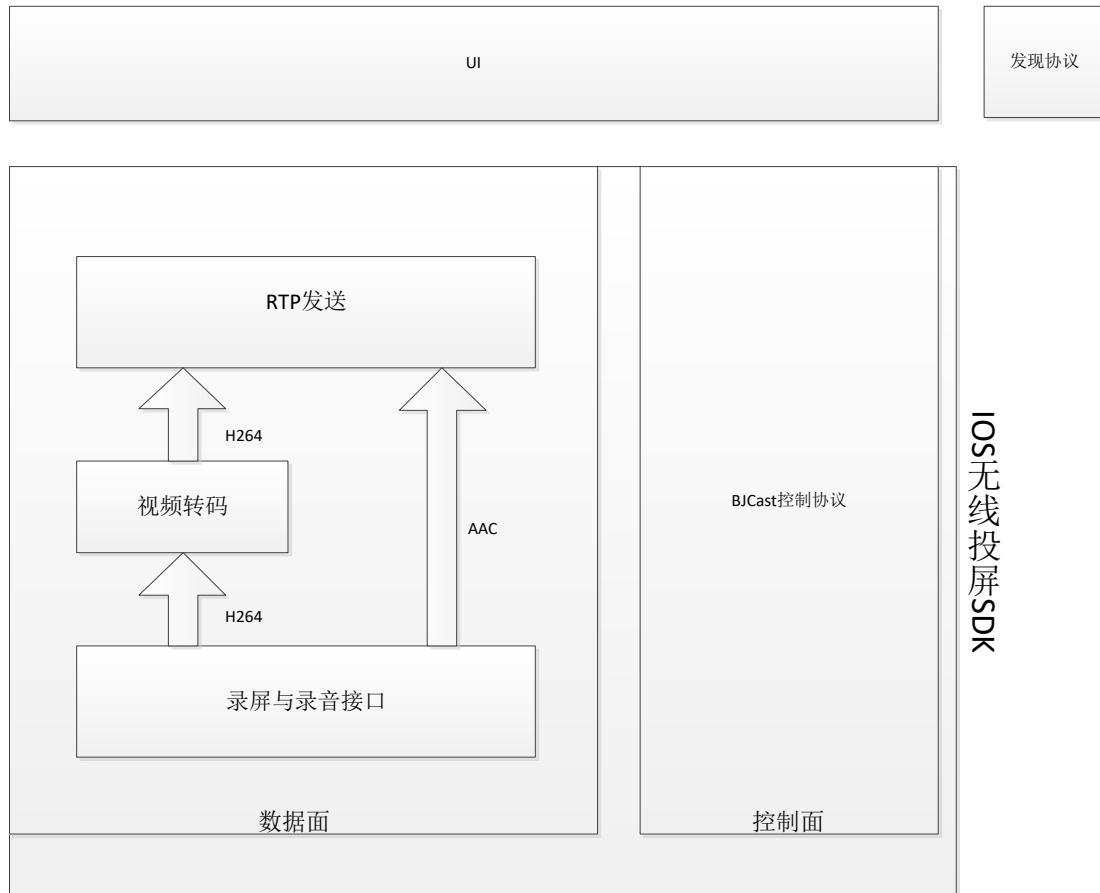 UI
发现协议
RTP发送
H264
视频转码
AAC
H264
录屏与录音接口
数据面
BJCast控制协议
控制面
IOS无线投屏SDK